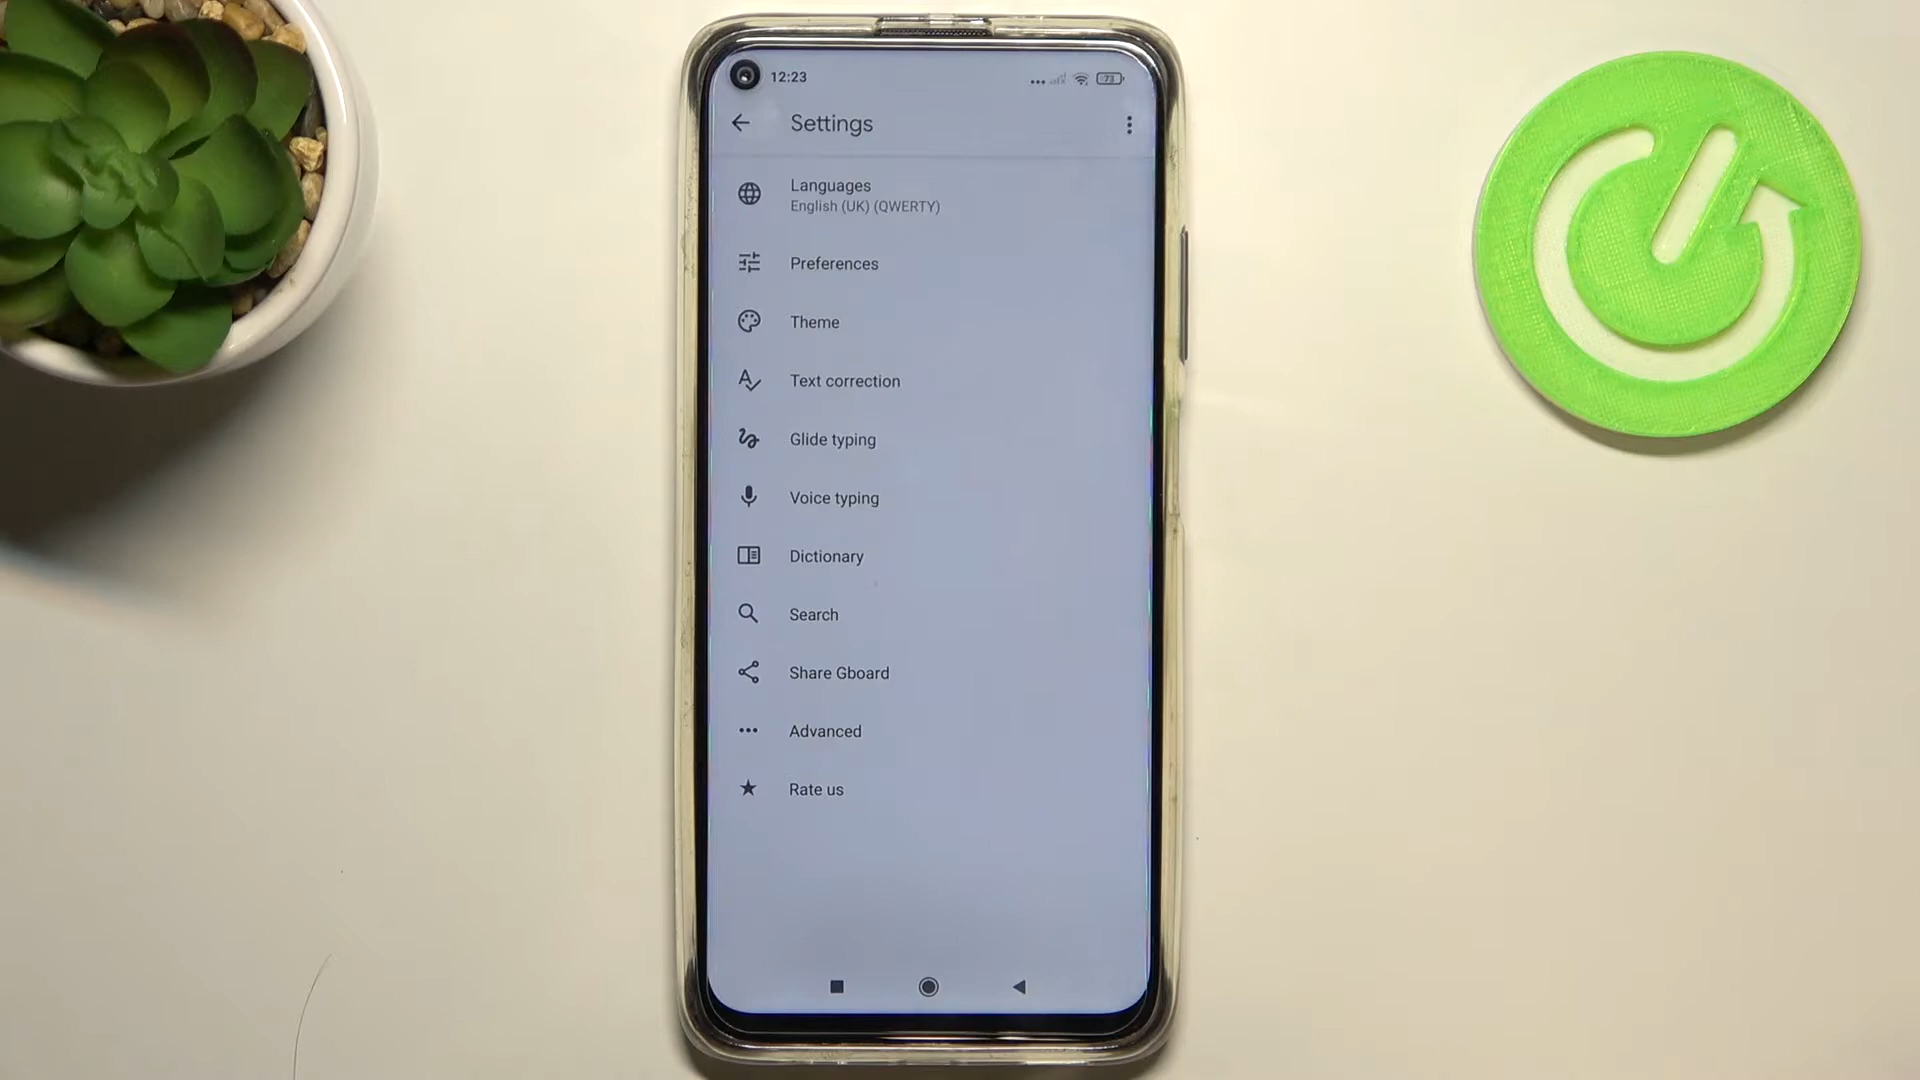 12:23
73
Settings
Languages
English (UK) (QWERTY)
Preferences
Theme
Text correction
Glide typing
Voice typing
Dictionary
Search
Share Gboard
Advanced
Rate us